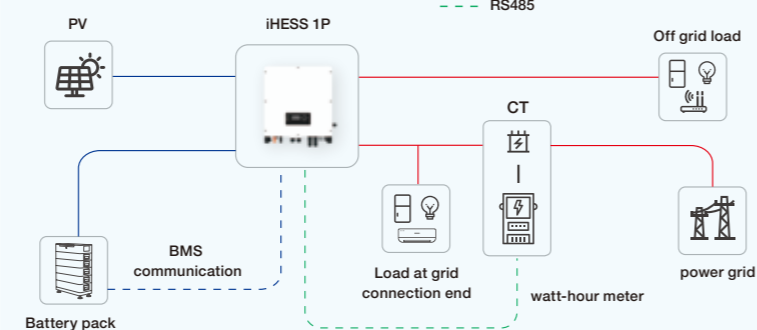 RS485
PV
iHESS 1P
Off grid load
CT
BMS
communication
Load at grid
connection end
watt-hour meter
power grid
Battery pack